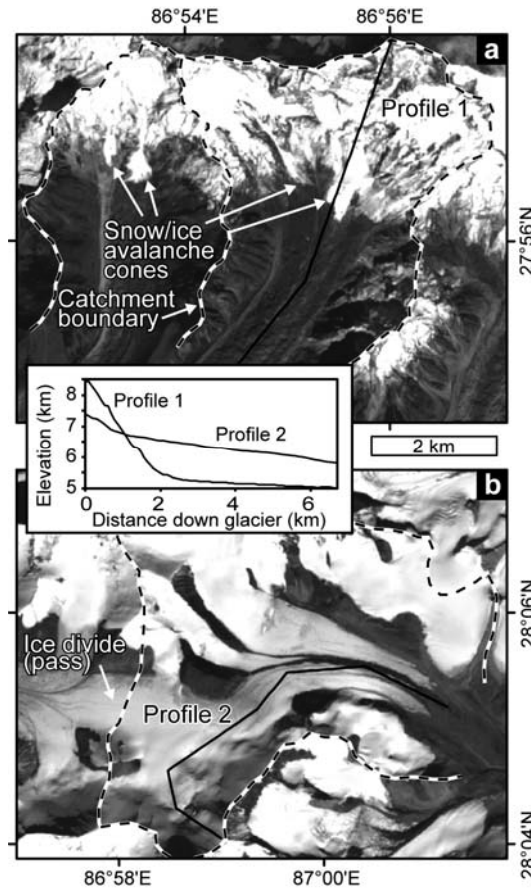 86°54'E
86°56'E
a
Profile 1
Snow/ice
avalanche
cones
27°56'N
Catchment
boundary
Elevation (km)
8
7
6
5
Profile 1
Profile 2
0
2
4
6
Distance down glacier (km)
2 km
b
28°06'N
Ice divide
(pass)
Profile 2
28°04'N
86°58'E
87°00'E